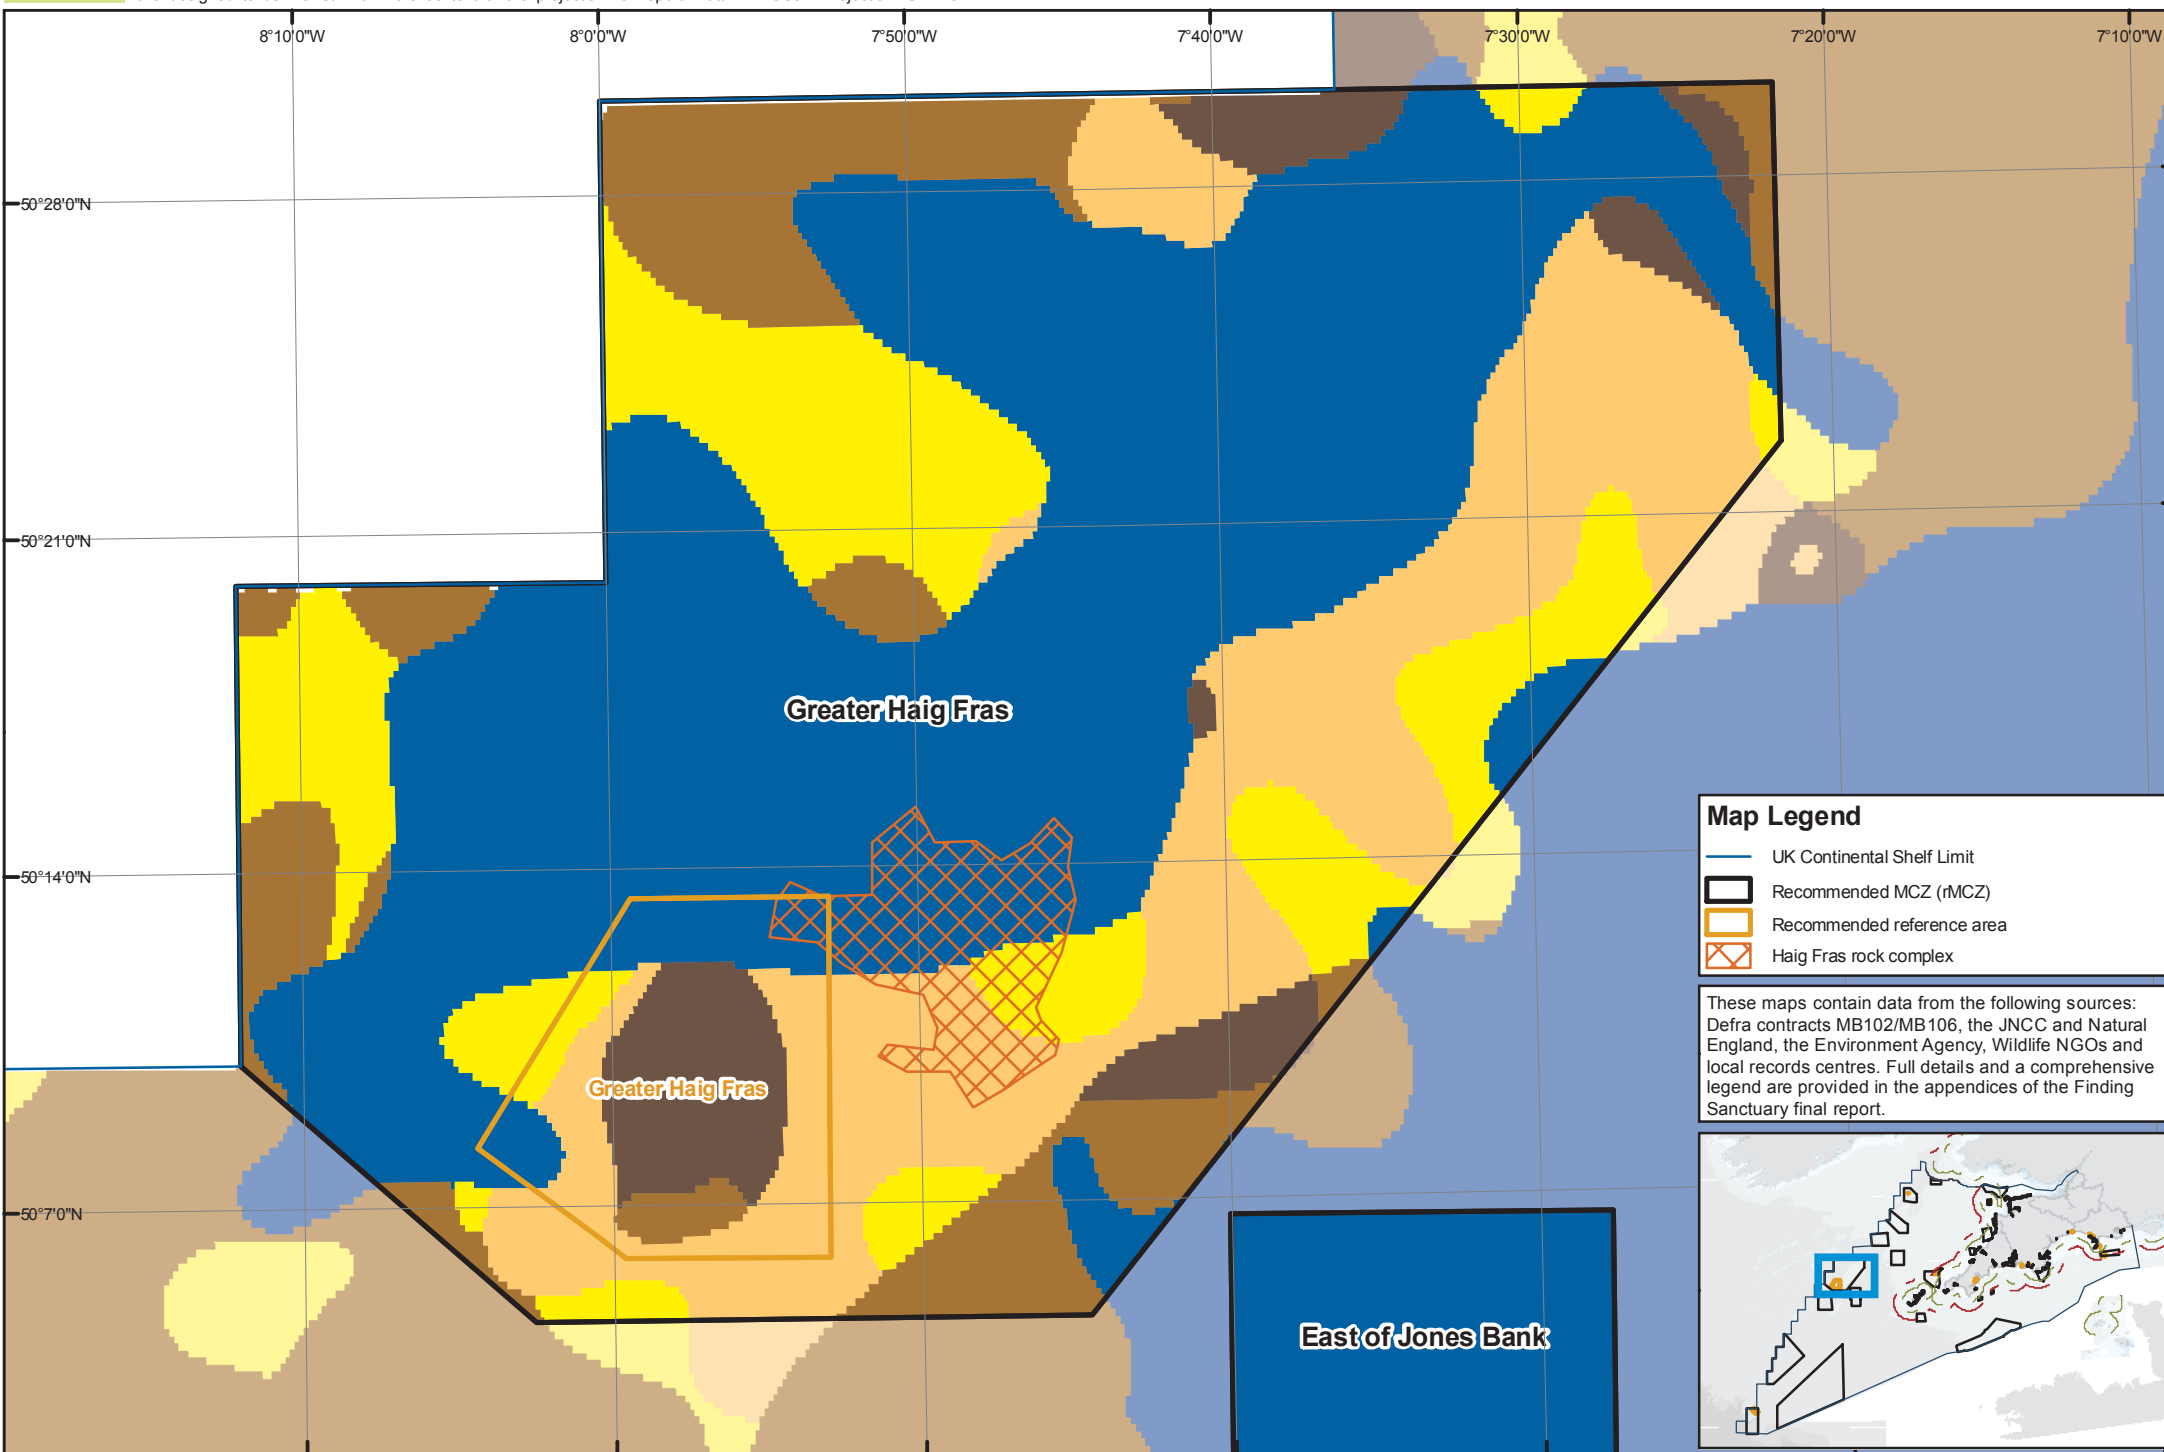 8°10'0"W
8°0'0"W
7°50'0"W
7°40'0"W
7°30'0"W
7°20'0"W
7°10'0"W
50°28'0"N
50°21'0"N
50°14'0"N
50°7'0"N
Greater Haig Fras
Greater Haig Fras
East of Jones Bank
Map Legend
UK Continental Shelf Limit
Recommended MCZ (rMCZ)
Recommended reference area
Haig Fras rock complex
These maps contain data from the following sources:
Defra contracts MB102/MB106, the JNCC and Natural
England, the Environment Agency, Wildlife NGOs and
local records centres. Full details and a comprehensive
legend are provided in the appendices of the Finding
Sanctuary final report.